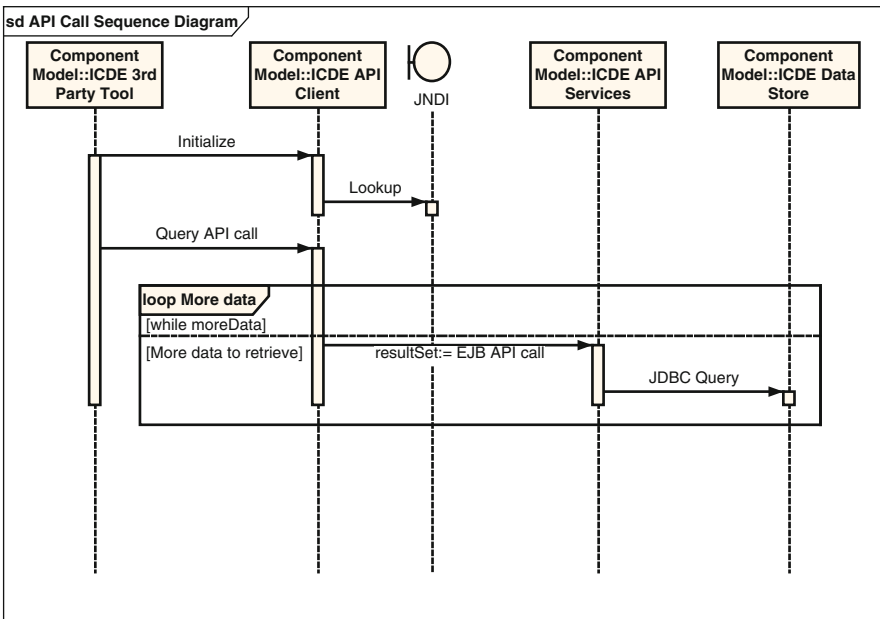 sd API Call Sequence Diagram
Component
Model::ICDE 3rd
Party Tool
Component
Model::ICDE API
Client
JNDI
Component
Model::ICDE API
Services
Component
Model::ICDE Data
Store
Initialize
Lookup
Query API call
loop More data
[while moreData]
[More data to retrieve]
resultSet:= EJB API call
JDBC Query